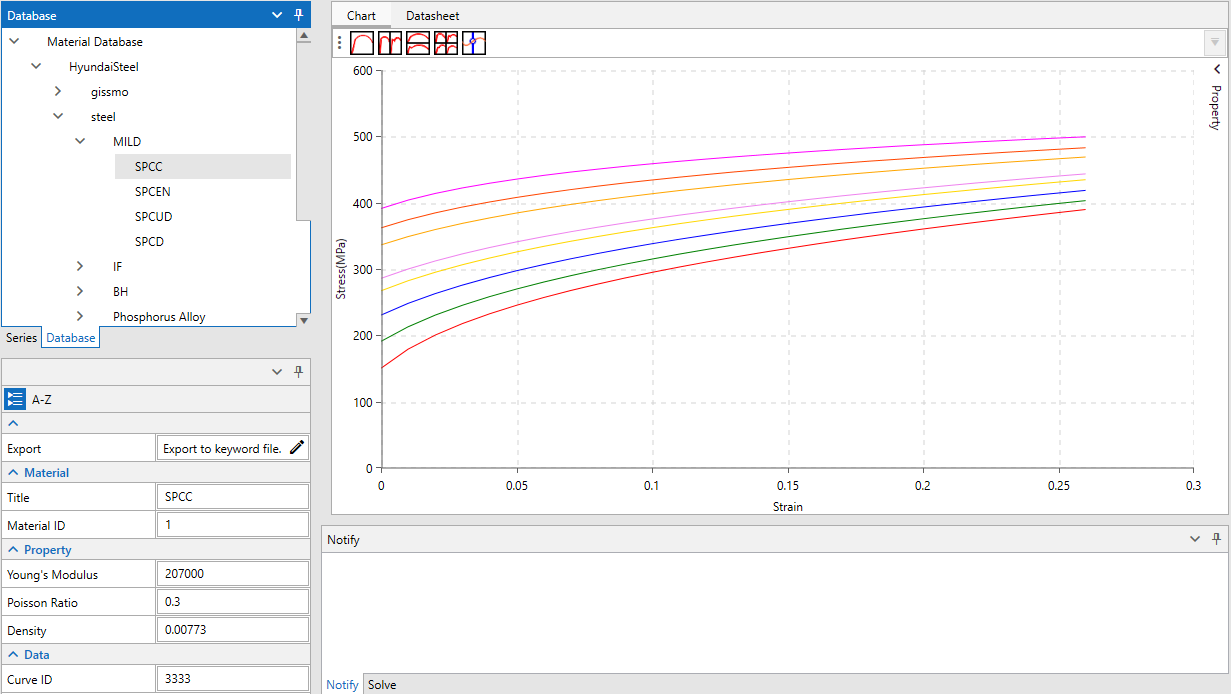 Database
Material Database
HyundaiSteel
gissmo
steel
MILD
SPCC
SPCEN
SPCUD
SPCD
IF
BH
Phosphorus Alloy
Series Database
A-Z
Export Export to keyword file.
Material
Title SPCC
Material ID 1
Property
Young's Modulus 207000
Poisson Ratio 0.3
Density 0.00773
Data
Curve ID 3333
Chart Datasheet
Property
600
500
400
300
200
100
0
Stress(MPa)
0 0.05 0.1 0.15 0.2 0.25 0.3
Strain
Notify
Notify Solve